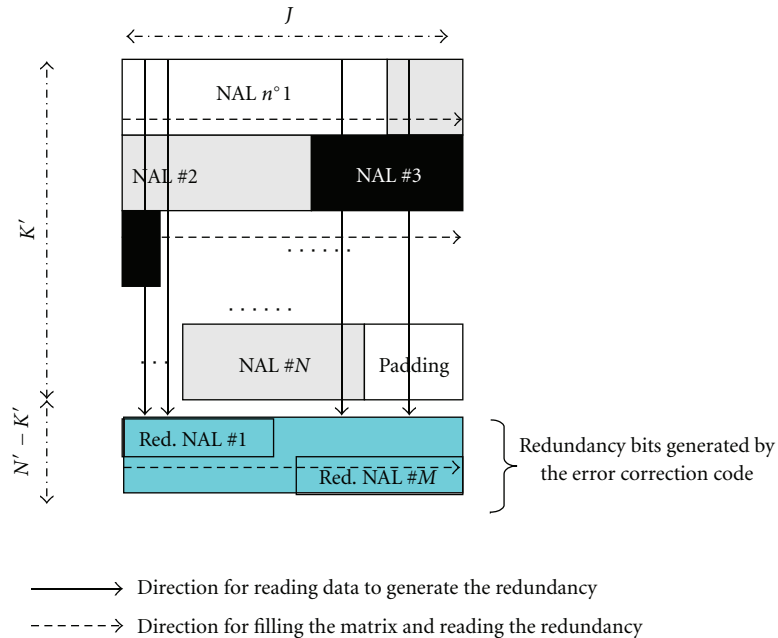 J
NAL n°1
NAL #2
NAL #3
K′
......
......
...
NAL #N
Padding
N′ − K′
Red. NAL #1
Red. NAL #M
Redundancy bits generated by
the error correction code
Direction for reading data to generate the redundancy
Direction for filling the matrix and reading the redundancy